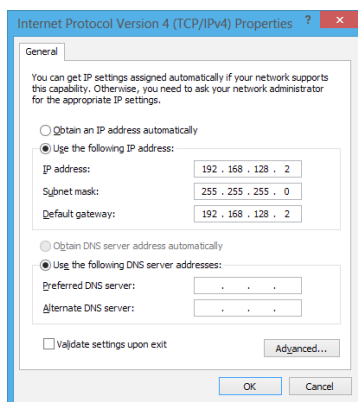 Internet Protocol Version 4 (TCP/IPv4) Properties ? ×
General
You can get IP settings assigned automatically if your network supports
this capability. Otherwise, you need to ask your network administrator
for the appropriate IP settings.
Obtain an IP address automatically
Use the following IP address:
IP address: 192 . 168 . 128 . 2
Subnet mask: 255 . 255 . 255 . 0
Default gateway: 192 . 168 . 128 . 2
Obtain DNS server address automatically
Use the following DNS server addresses:
Preferred DNS server: . . .
Alternate DNS server: . . .
Validate settings upon exit
Advanced...
OK Cancel